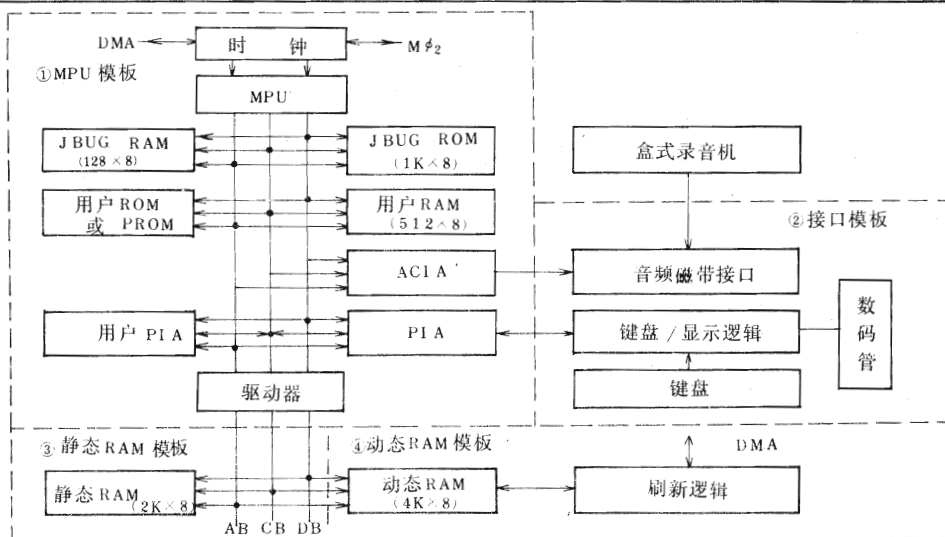 DMA
时 钟
Mφ₂
①MPU 模板
MPU
JBUG RAM
(128×8)
JBUG ROM
(1K×8)
盒式录音机
用户ROM
或 PROM
用户RAM
(512×8)
②接口模板
ACIA
音频磁带接口
数码管
用户PIA
PIA
键盘/显示逻辑
驱动器
键盘
③静态RAM模板
④动态RAM模板
DMA
静态RAM
(2K×8)
动态RAM
(4K×8)
刷新逻辑
AB CB DB